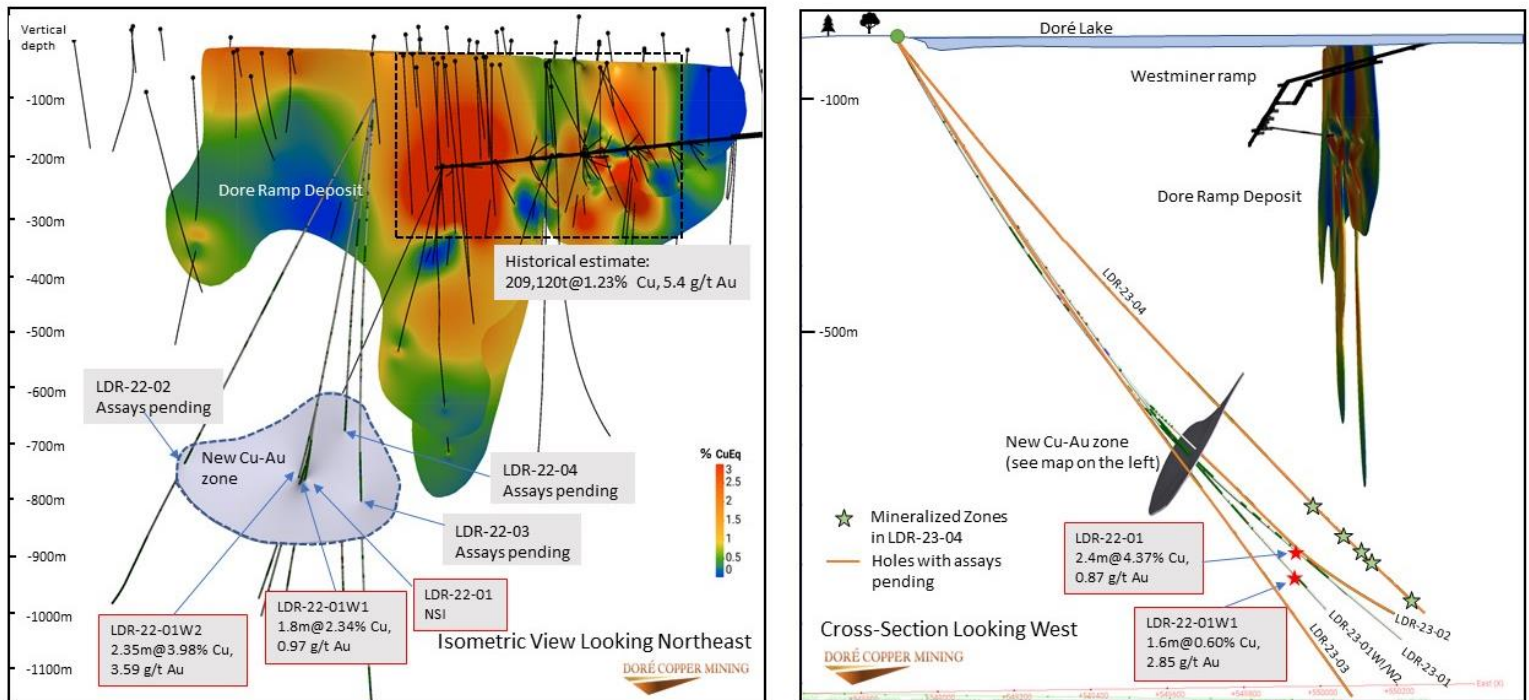 Vertical
depth
-100m
-200m
Dore Ramp Deposit
-300m
Historical estimate:
209,120t@1.23% Cu, 5.4 g/t Au
-400m
-500m
-600m
LDR-22-02
Assays pending
-700m
New Cu-Au
zone
LDR-22-04
Assays pending
-800m
LDR-22-03
Assays pending
% CuEq
3
2.5
2
1.5
1
0.5
0
-900m
LDR-22-01
NSI
-1000m
LDR-22-01W1
1.8m@2.34% Cu,
0.97 g/t Au
LDR-22-01W2
2.35m@3.98% Cu,
3.59 g/t Au
-1100m
Isometric View Looking Northeast
DORÉ COPPER MINING
Doré Lake
Westminer ramp
-100m
Dore Ramp Deposit
LDR-23-04
-500m
New Cu-Au zone
(see map on the left)
Mineralized Zones
in LDR-23-04
Holes with assays
pending
LDR-22-01
2.4m@4.37% Cu,
0.87 g/t Au
LDR-22-01W1
1.6m@0.60% Cu,
2.85 g/t Au
LDR-23-02
LDR-23-01
LDR-23-01W1/W2
LDR-23-03
Cross-Section Looking West
DORÉ COPPER MINING
East (X)